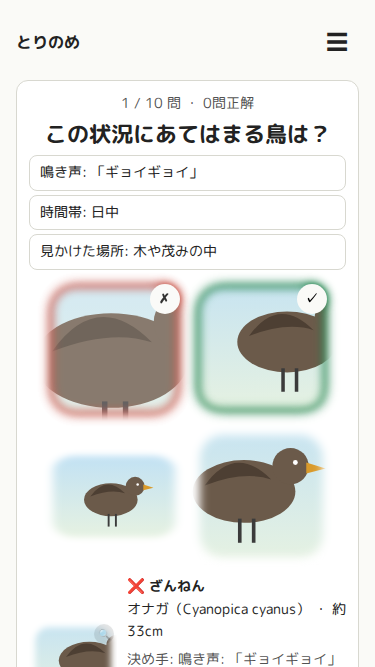 とりのめ
1 / 10 問 · 0問正解
この状況にあてはまる鳥は？
鳴き声: 「ギョイギョイ」
時間帯: 日中
見かけた場所: 木や茂みの中
✗
✓
❌ ざんねん
オナガ（Cyanopica cyanus） · 約
33cm
決め手: 鳴き声: 「ギョイギョイ」